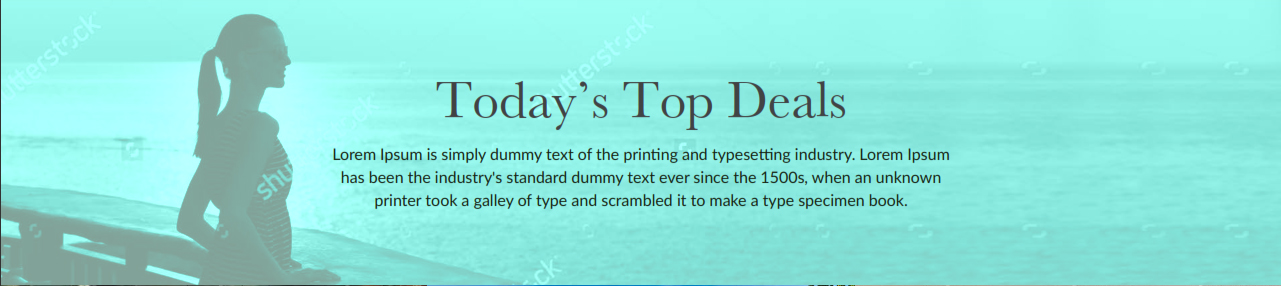 Today's Top Deals
Lorem Ipsum is simply dummy text of the printing and typesetting industry. Lorem Ipsum
has been the industry's standard dummy text ever since the 1500s, when an unknown
printer took a galley of type and scrambled it to make a type specimen book.
shutterstock
shutterstock